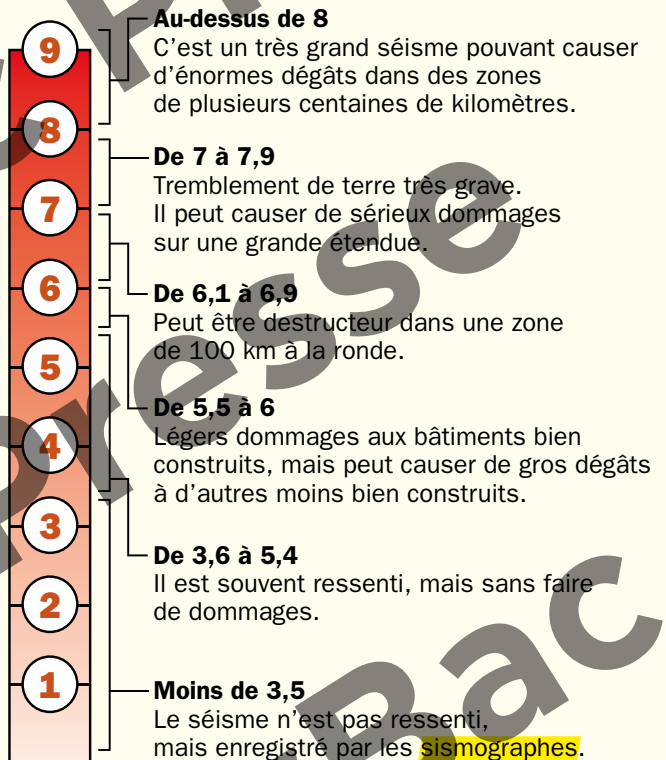 9
Au-dessus de 8
C'est un très grand séisme pouvant causer
d'énormes dégâts dans des zones
de plusieurs centaines de kilomètres.
8
De 7 à 7,9
Tremblement de terre très grave.
Il peut causer de sérieux dommages
sur une grande étendue.
7
6
De 6,1 à 6,9
Peut être destructeur dans une zone
de 100 km à la ronde.
5
De 5,5 à 6
Légers dommages aux bâtiments bien
construits, mais peut causer de gros dégâts
à d'autres moins bien construits.
4
3
De 3,6 à 5,4
Il est souvent ressenti, mais sans faire
de dommages.
2
1
Moins de 3,5
Le séisme n'est pas ressenti,
mais enregistré par les sismographes.
Presse
Bac